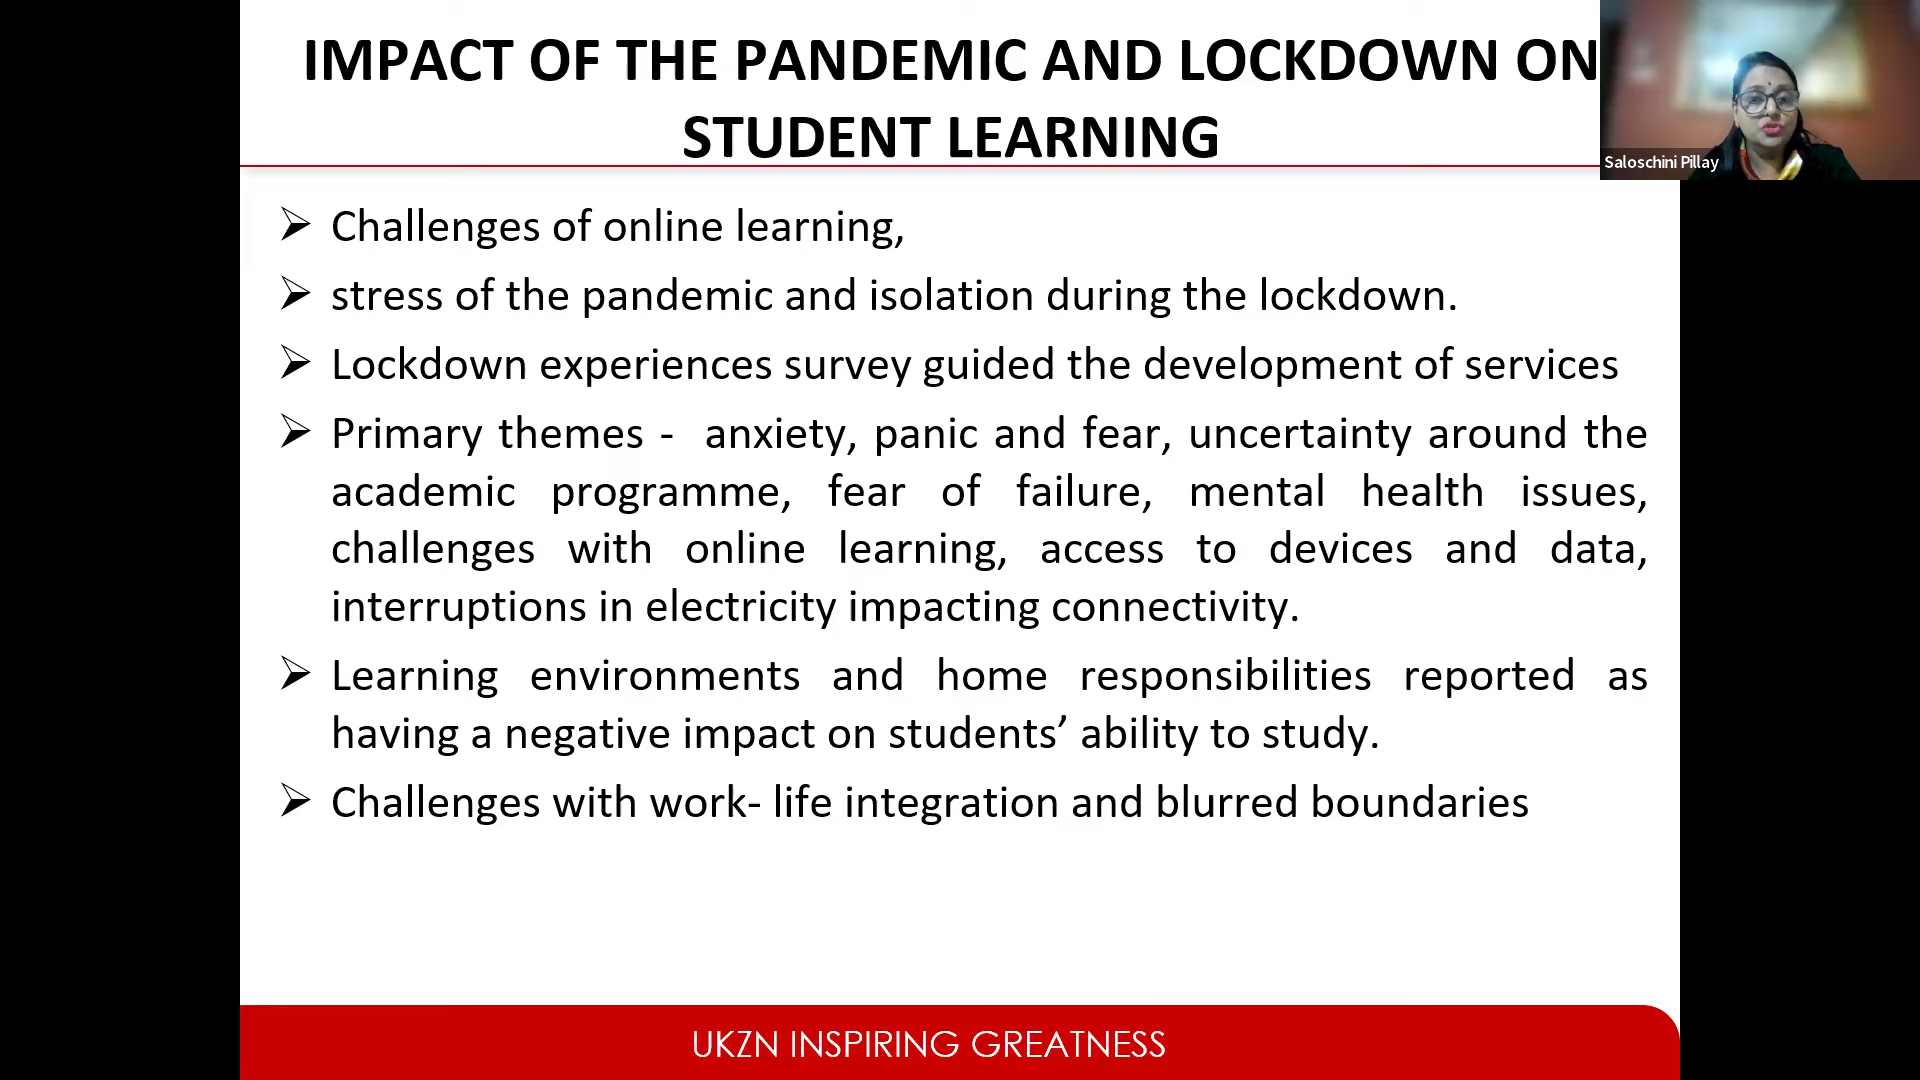 IMPACT OF THE PANDEMIC AND LOCKDOWN ON
STUDENT LEARNING
Saloschini Pillay
Challenges of online learning,
stress of the pandemic and isolation during the lockdown.
Lockdown experiences survey guided the development of services
Primary themes - anxiety, panic and fear, uncertainty around the
academic programme, fear of failure, mental health issues,
challenges with online learning, access to devices and data,
interruptions in electricity impacting connectivity.
Learning environments and home responsibilities reported as
having a negative impact on students’ ability to study.
Challenges with work- life integration and blurred boundaries
UKZN INSPIRING GREATNESS